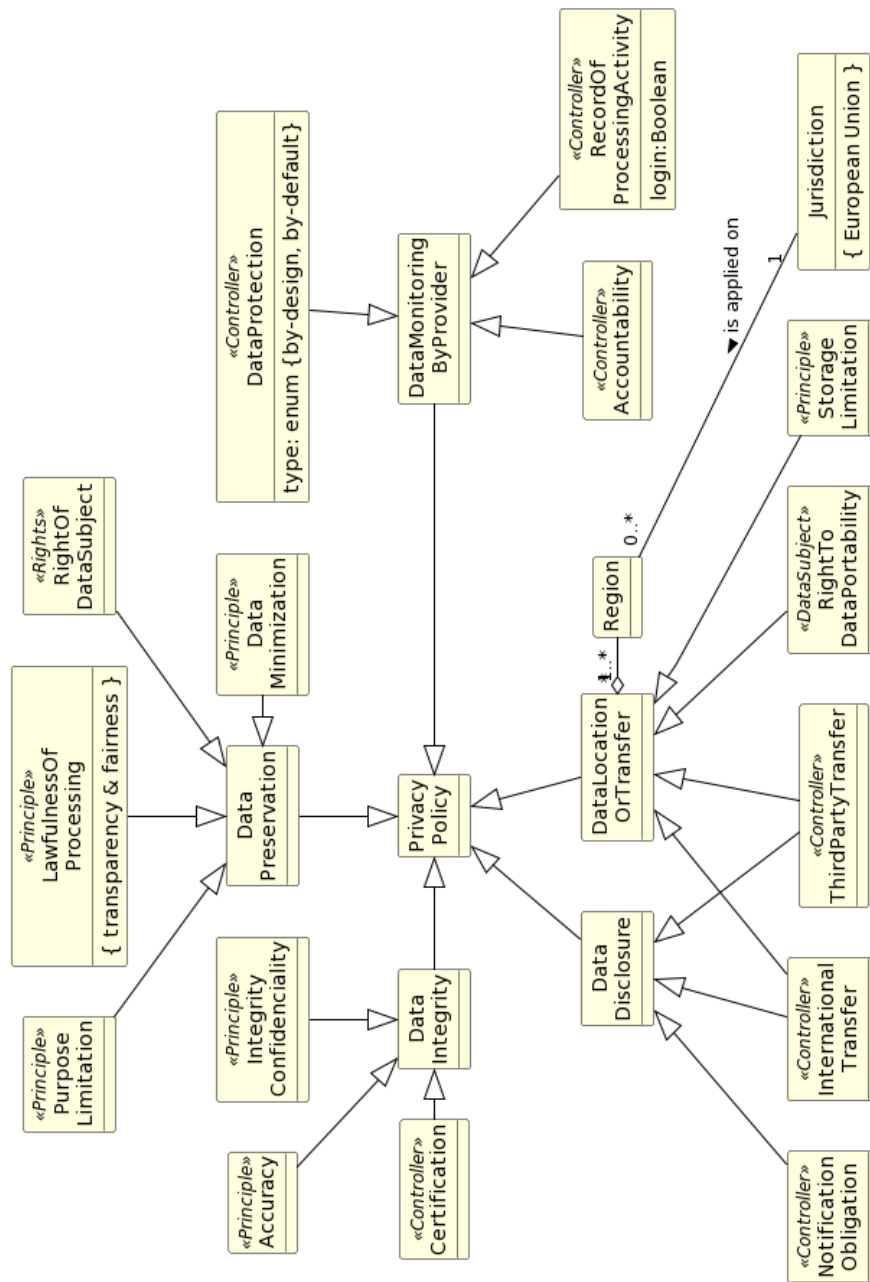 «Principle»
Purpose
Limitation
«Principle»
LawfulnessOf
Processing
{ transparency & fairness }
«Rights»
RightOf
DataSubject
«Principle»
Accuracy
«Principle»
Integrity
Confidenciality
Data
Preservation
«Principle»
Data
Minimization
«Controller»
DataProtection
type: enum {by-design, by-default}
«Controller»
Certification
Data
Integrity
Privacy
Policy
DataMonitoring
ByProvider
«Controller»
RecordOf
ProcessingActivity
login:Boolean
«Controller»
Accountability
Data
Disclosure
DataLocation
OrTransfer
1..*
Region
0..*
is applied on
1
«Controller»
Notification
Obligation
«Controller»
International
Transfer
«Controller»
ThirdPartyTransfer
«DataSubject»
RightTo
DataPortability
«Principle»
Storage
Limitation
Jurisdiction
{ European Union }